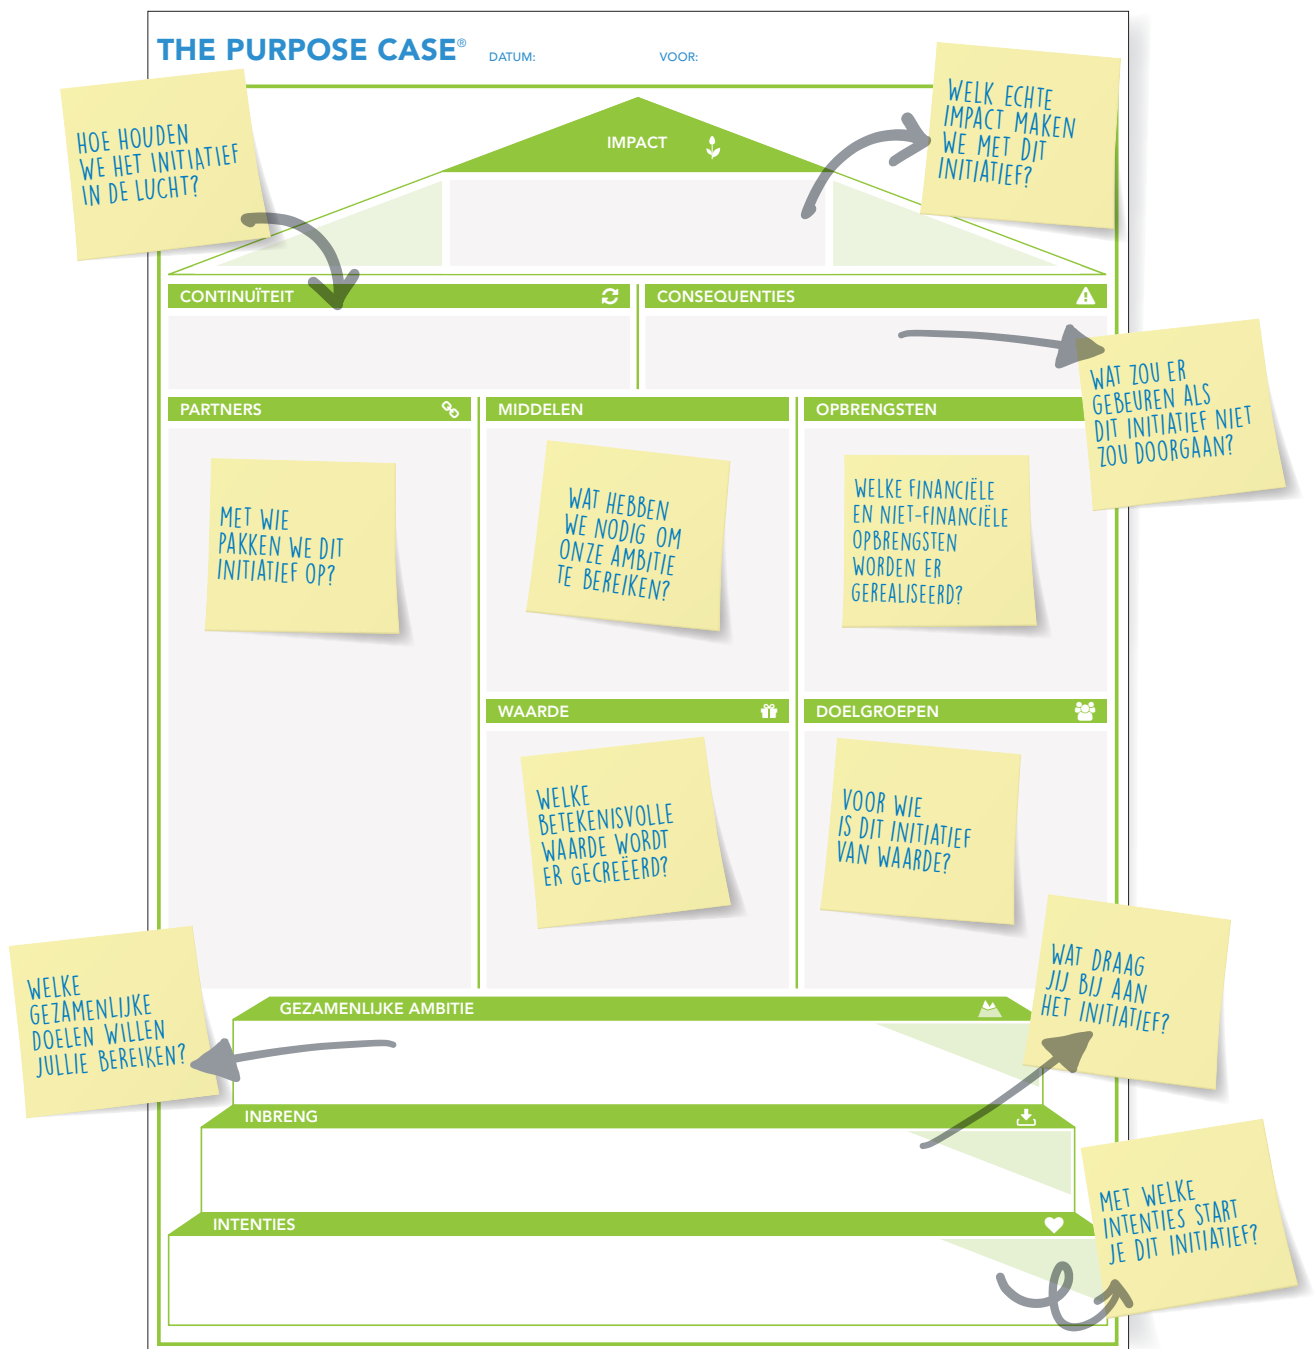 THE PURPOSE CASE®
DATUM:
VOOR:
HOE HOUDEN
WE HET INITIATIEF
IN DE LUCHT?
IMPACT
WELK ECHTE
IMPACT MAKEN
WE MET DIT
INITIATIEF?
CONTINUÏTEIT
CONSEQUENTIES
WAT ZOU ER
GEBEUREN ALS
DIT INITIATIEF NIET
ZOU DOORGAAN?
PARTNERS
MIDDELEN
OPBRENGSTEN
MET WIE
PAKKEN WE DIT
INITIATIEF OP?
WAT HEBBEN
WE NODIG OM
ONZE AMBITIE
TE BEREIKEN?
WELKE FINANCIËLE
EN NIET-FINANCIËLE
OPBRENGSTEN
WORDEN ER
GEREALISEERD?
WAARDE
DOELGROEPEN
WELKE
BETEKENISVOLLE
WAARDE WORDT
ER GECREËERD?
VOOR WIE
IS DIT INITIATIEF
VAN WAARDE?
GEZAMENLIJKE AMBITIE
WELKE
GEZAMENLIJKE
DOELEN WILLEN
JULLIE BEREIKEN?
WAT DRAAG
JIJ BIJ AAN
HET INITIATIEF?
INBRENG
INTENTIES
MET WELKE
INTENTIES START
JE DIT INITIATIEF?